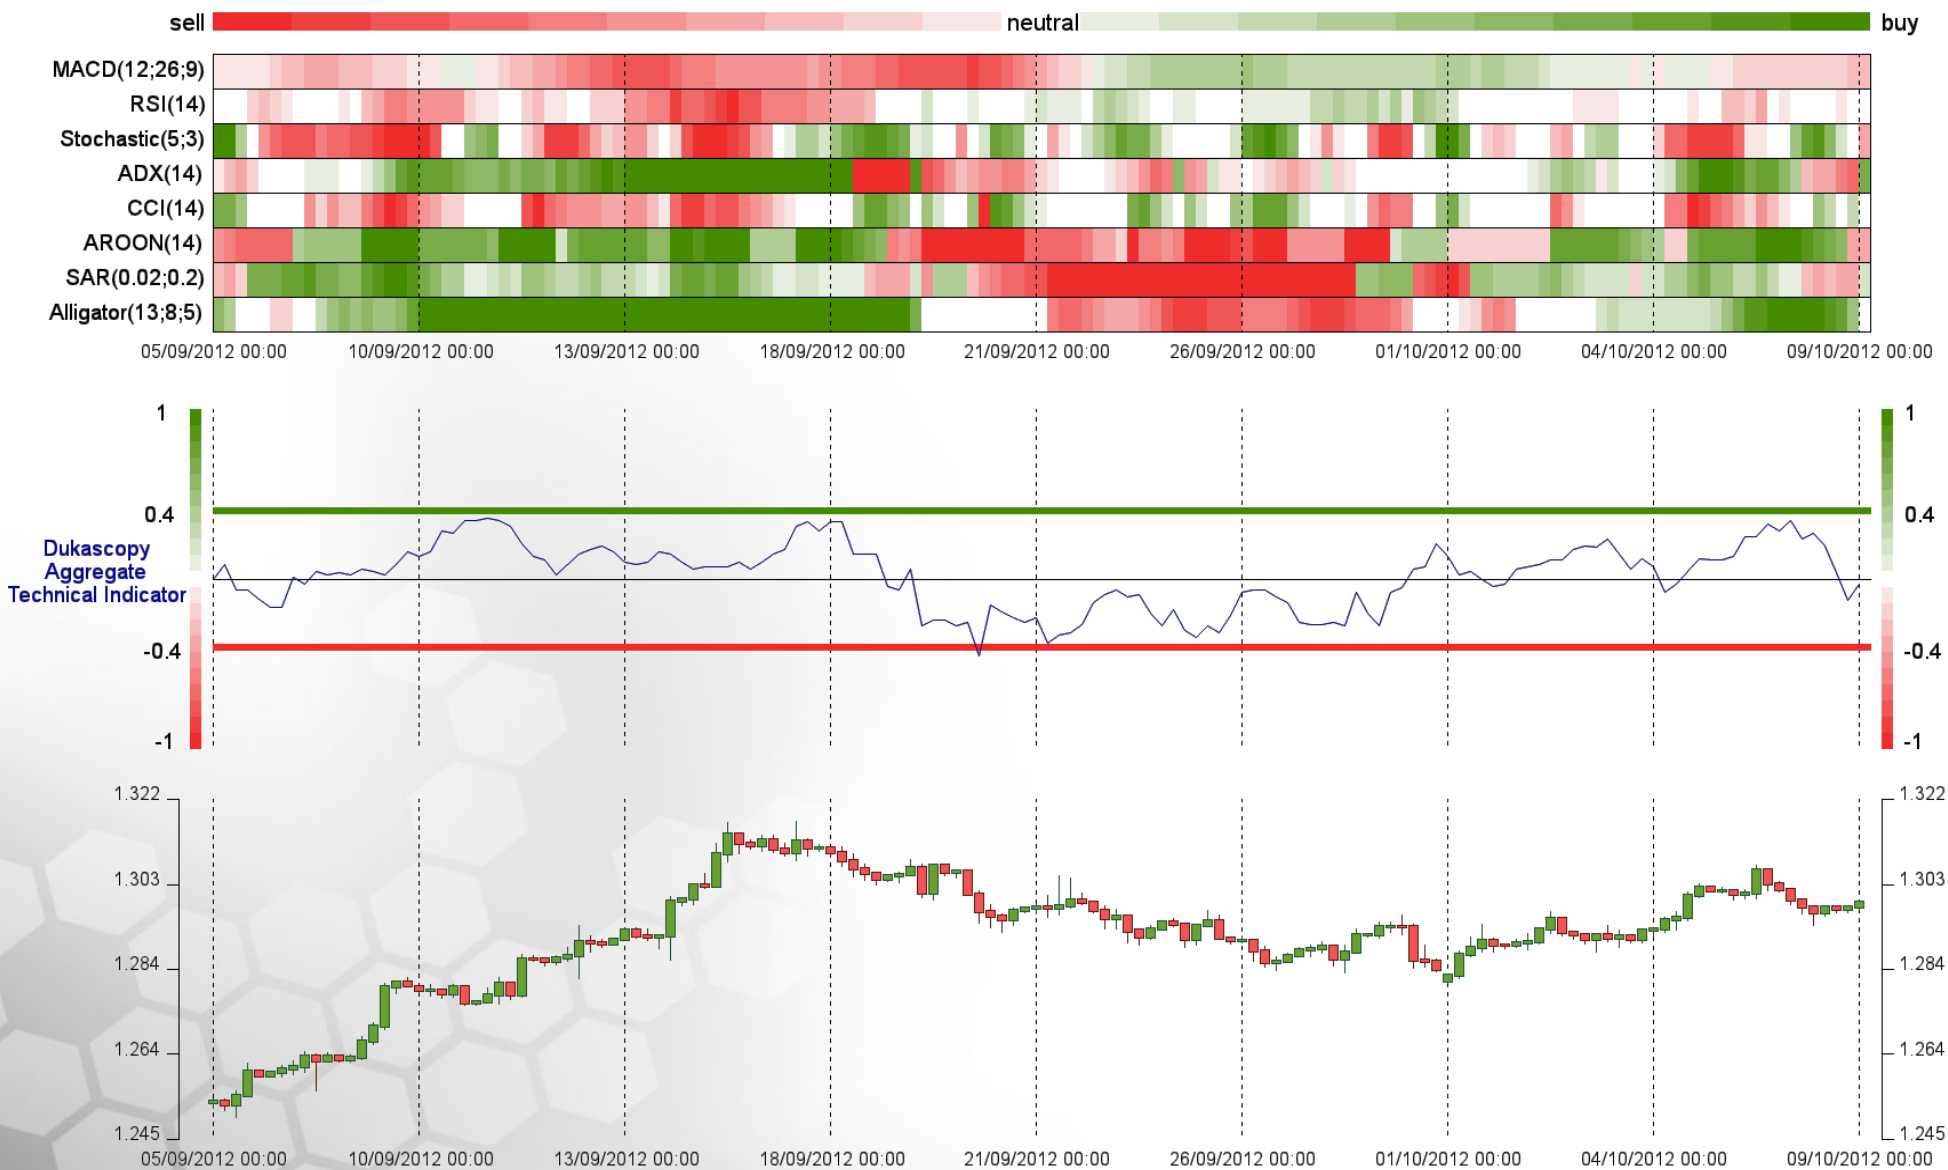 sell neutral buy
MACD(12;26;9)
RSI(14)
Stochastic(5;3)
ADX(14)
CCI(14)
AROON(14)
SAR(0.02;0.2)
Alligator(13;8;5)
05/09/2012 00:00 10/09/2012 00:00 13/09/2012 00:00 18/09/2012 00:00 21/09/2012 00:00 26/09/2012 00:00 01/10/2012 00:00 04/10/2012 00:00 09/10/2012 00:00
1 1
0.4 0.4
Dukascopy
Aggregate
Technical Indicator
-0.4 -0.4
-1 -1
1.322 1.322
1.303 1.303
1.284 1.284
1.264 1.264
1.245 1.245
05/09/2012 00:00 10/09/2012 00:00 13/09/2012 00:00 18/09/2012 00:00 21/09/2012 00:00 26/09/2012 00:00 01/10/2012 00:00 04/10/2012 00:00 09/10/2012 00:00